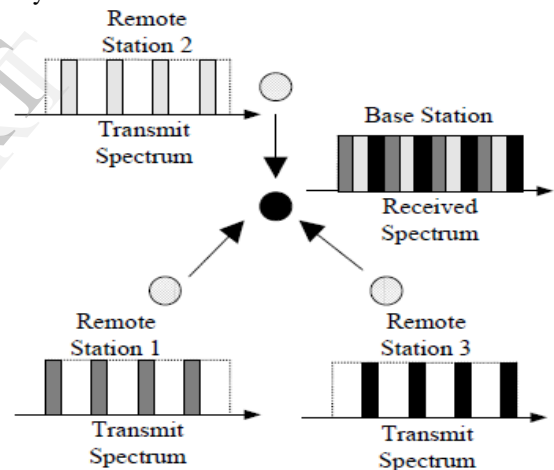 Remote
Station 2
Transmit
Spectrum
Base Station
Received
Spectrum
Remote
Station 1
Transmit
Spectrum
Remote
Station 3
Transmit
Spectrum